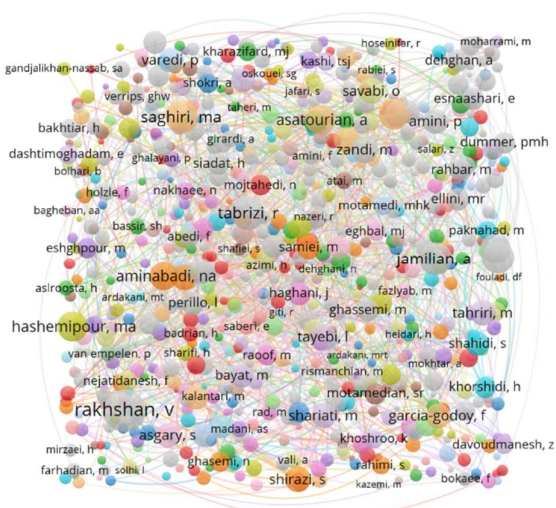 hoseinifar, r
moharrami, m
kharazifard, mj
varedi, p
kashi, tsj
dehghan, a
gandjalikhan-nassab, sa
oskouei, sg
rabiei, s
shokri, a
jafari, s
savabi, o
verrips, ghw
taheri, m
esnaashari, e
saghiri, ma
asatourian, a
amini, p
bakhtiar, h
girardi, a
dummer, pmh
dashtimoghadam, e
ghalayani, p
siadat, h
amini, f
zandi, m
salari, z
bolhari, b
rahbar, m
holzle, f
nakhaee, n
mojtahedi, n
atai, m
ellini, mr
bagheban, aa
tabrizi, r
motamedi, mhk
bassir, sh
nazeri, r
abedi, f
eghbal, mj
paknahad, m
eshghpour, m
shafiei, s
samiei, m
jamilian, a
azimi, h
dehghani, n
aminabadi, na
fouladi, df
asiroosta, h
haghani, j
fazlyab, m
ardakani, mt
perillo, l
ghassemi, m
giti, r
tahriri, m
hashemipour, ma
saberi, e
badrian, h
tayebi, l
heidari, h
shahidi, s
van empelen, p
sharifi, h
raoof, m
ardakani, mrt
mokhtar, a
rismanchian, m
nejatidanesh, f
bayat, m
khorshidi, h
kalantari, m
motamedian, sr
rakhshan, v
rad, m
shariati, m
garcia-godoy, f
madani, as
asgary, s
khoshroo, k
mirzaei, h
davoudmanesh, z
ghasemi, n
vali, a
rahimi, s
farhadian, m
solhi, l
shirazi, s
kazemi, m
bokaee, f